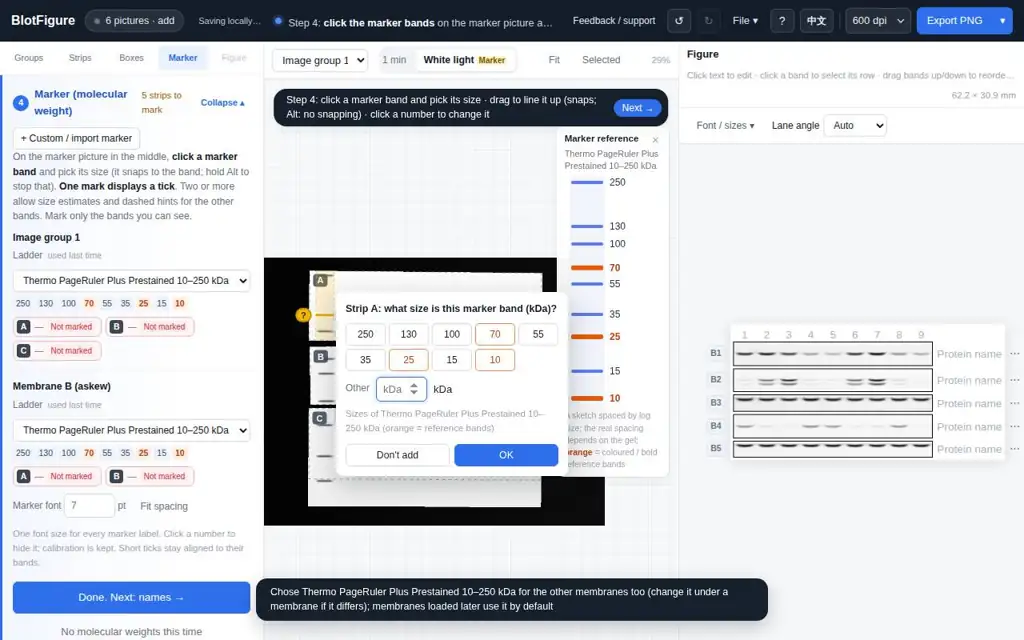 BlotFigure
6 pictures · add
Saving locally…
Step 4: click the marker bands on the marker picture a…
Feedback / support
↺
↻
File ▾
?
中文
600 dpi
Export PNG
▾
Groups
Strips
Boxes
Marker
Figure
4
Marker (molecular
weight)
5 strips to
mark
Collapse ▴
+ Custom / import marker
On the marker picture in the middle, click a marker
band and pick its size (it snaps to the band; hold Alt to
stop that). One mark displays a tick. Two or more
allow size estimates and dashed hints for the other
bands. Mark only the bands you can see.
Image group 1
Ladder used last time
Thermo PageRuler Plus Prestained 10–250 kDa
250 130 100 70 55 35 25 15 10
A — Not marked
B — Not marked
C — Not marked
Membrane B (askew)
Ladder used last time
Thermo PageRuler Plus Prestained 10–250 kDa
250 130 100 70 55 35 25 15 10
A — Not marked
B — Not marked
Marker font 7 pt Fit spacing
One font size for every marker label. Click a number to
hide it; calibration is kept. Short ticks stay aligned to their
bands.
Done. Next: names →
No molecular weights this time
Image group 1
1 min
White light Marker
Fit
Selected
29%
Step 4: click a marker band and pick its size · drag to line it up (snaps;
Alt: no snapping) · click a number to change it
Next →
Marker reference
×
Thermo PageRuler Plus
Prestained 10–250 kDa
250
130
100
70
55
35
25
15
10
A sketch spaced by log
size; the real spacing
depends on the gel;
orange = coloured / bold
reference bands
A
?
B
C
Strip A: what size is this marker band (kDa)?
250 130 100 70 55
35 25 15 10
Other kDa kDa
Sizes of Thermo PageRuler Plus Prestained 10–
250 kDa (orange = reference bands)
Don't add
OK
Chose Thermo PageRuler Plus Prestained 10–250 kDa for the other membranes too (change it under a
membrane if it differs); membranes loaded later use it by default
Figure
Click text to edit · click a band to select its row · drag bands up/down to reorde…
62.2 × 30.9 mm
Font / sizes ▾
Lane angle
Auto
1 2 3 4 5 6 7 8 9
B1 Protein name ⋯
B2 Protein name ⋯
B3 Protein name ⋯
B4 Protein name ⋯
B5 Protein name ⋯